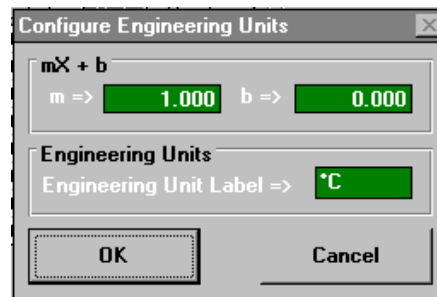 Configure Engineering Units
mX + b
m => 1.000 b => 0.000
Engineering Units
Engineering Unit Label => °C
OK Cancel